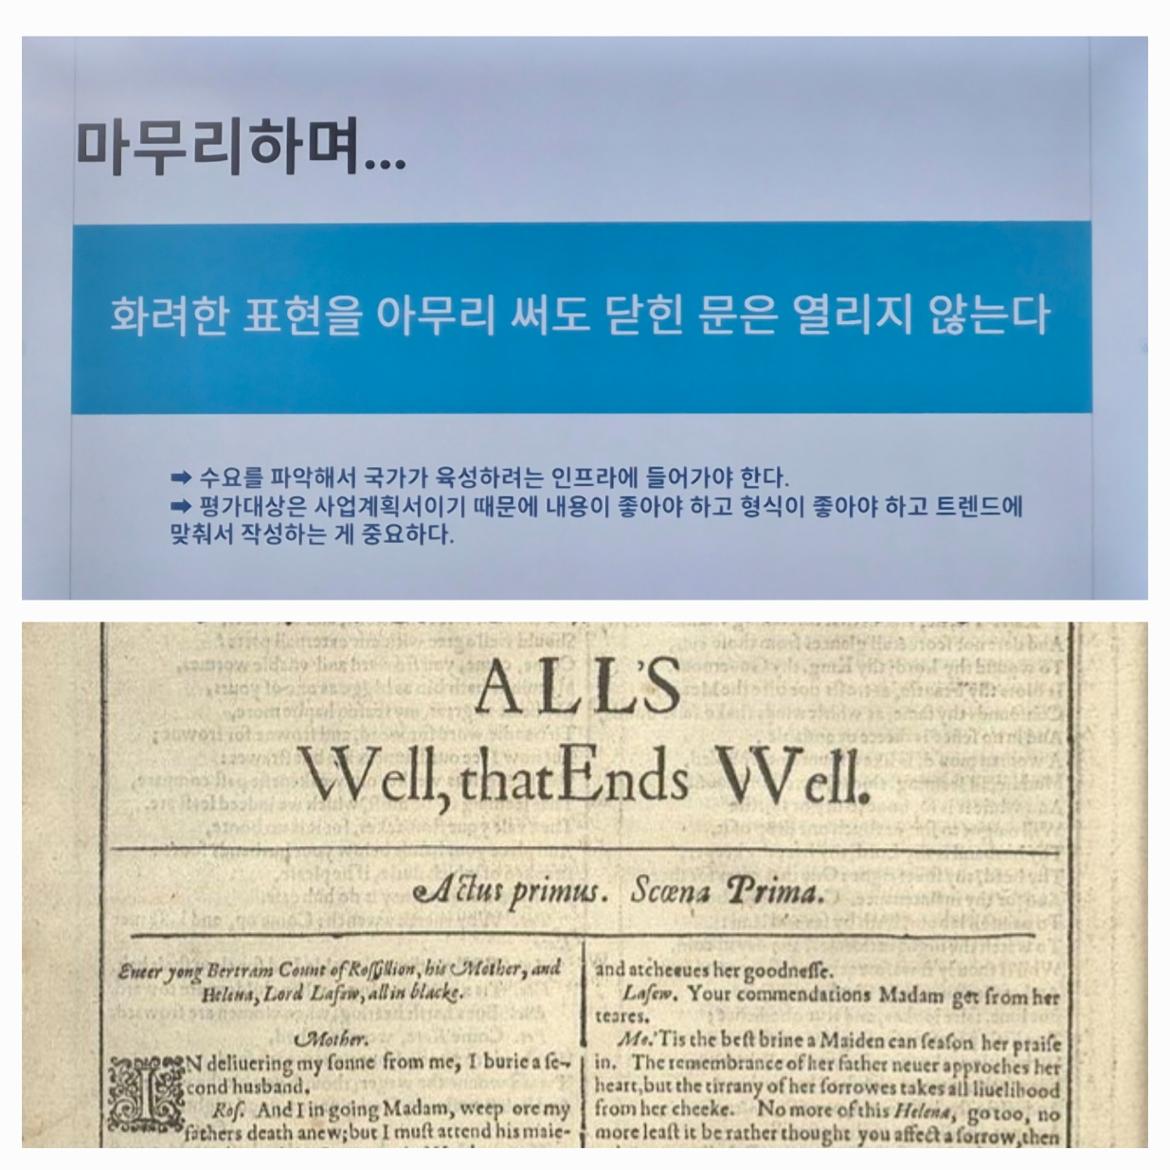 마무리하며...
화려한 표현을 아무리 써도 닫힌 문은 열리지 않는다
➡ 수요를 파악해서 국가가 육성하려는 인프라에 들어가야 한다.
➡ 평가대상은 사업계획서이기 때문에 내용이 좋아야 하고 형식이 좋아야 하고 트렌드에
맞춰서 작성하는 게 중요하다.
ALL'S
Well, that Ends Well.
Actus primus. Scœna Prima.
Enter yong Bertram Count of Roſſillion, his Mother, and
Helena, Lord Lafew, all in blacke.
Mother.
IN deliuering my ſonne from me, I burie a ſe-
cond husband.
Roſ. And I in going Madam, weep ore my
fathers death anew; but I muſt attend his maie-
and atcheeues her goodneſſe.
Lafew. Your commendations Madam get from her
teares.
Mo. 'Tis the beſt brine a Maiden can ſeaſon her praiſe
in. The remembrance of her father neuer approches her
heart, but the tirrany of her ſorrowes takes all liuelihood
from her cheeke. No more of this Helena, go too, no
more leaſt it be rather thought you affect a ſorrow, then